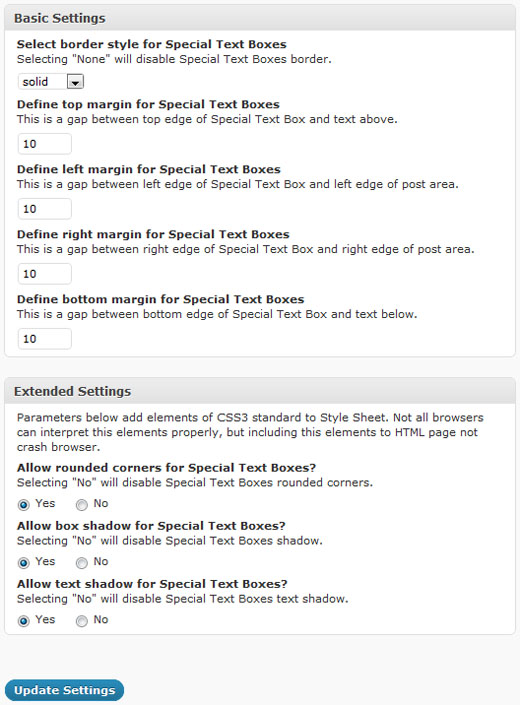 Basic Settings
Select border style for Special Text Boxes
Selecting "None" will disable Special Text Boxes border.
solid
Define top margin for Special Text Boxes
This is a gap between top edge of Special Text Box and text above.
10
Define left margin for Special Text Boxes
This is a gap between left edge of Special Text Box and left edge of post area.
10
Define right margin for Special Text Boxes
This is a gap between right edge of Special Text Box and right edge of post area.
10
Define bottom margin for Special Text Boxes
This is a gap between bottom edge of Special Text Box and text below.
10
Extended Settings
Parameters below add elements of CSS3 standard to Style Sheet. Not all browsers
can interpret this elements properly, but including this elements to HTML page not
crash browser.
Allow rounded corners for Special Text Boxes?
Selecting "No" will disable Special Text Boxes rounded corners.
Yes No
Allow box shadow for Special Text Boxes?
Selecting "No" will disable Special Text Boxes shadow.
Yes No
Allow text shadow for Special Text Boxes?
Selecting "No" will disable Special Text Boxes text shadow.
Yes No
Update Settings